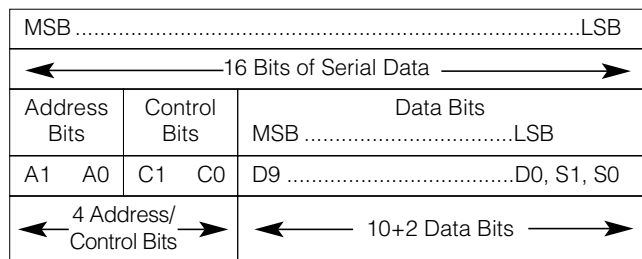 MSB ..........................................................................LSB
16 Bits of Serial Data
Address Bits
Control Bits
Data Bits
MSB ..................................LSB
A1 A0
C1 C0
D9 ...................................D0, S1, S0
4 Address/
Control Bits
10+2 Data Bits